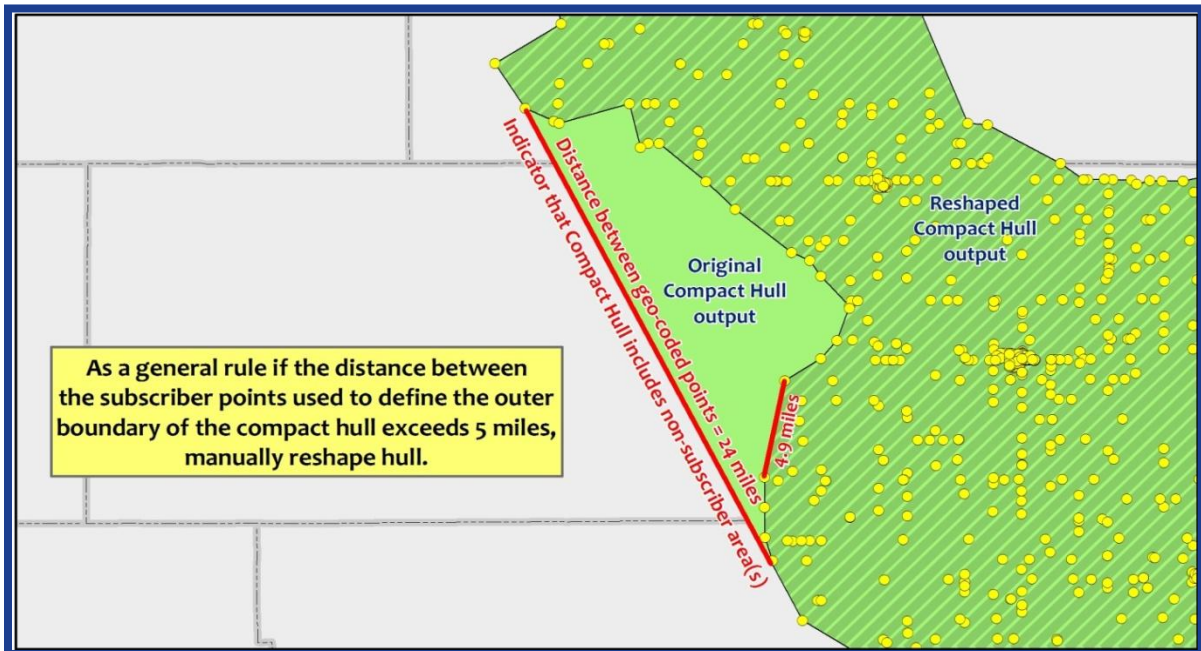 Distance between geo-coded points = 24 miles
Indicator that Compact Hull includes non-subscriber area(s)
Reshaped
Compact Hull
output
Original
Compact Hull
output
4.9 miles
As a general rule if the distance between
the subscriber points used to define the outer
boundary of the compact hull exceeds 5 miles,
manually reshape hull.